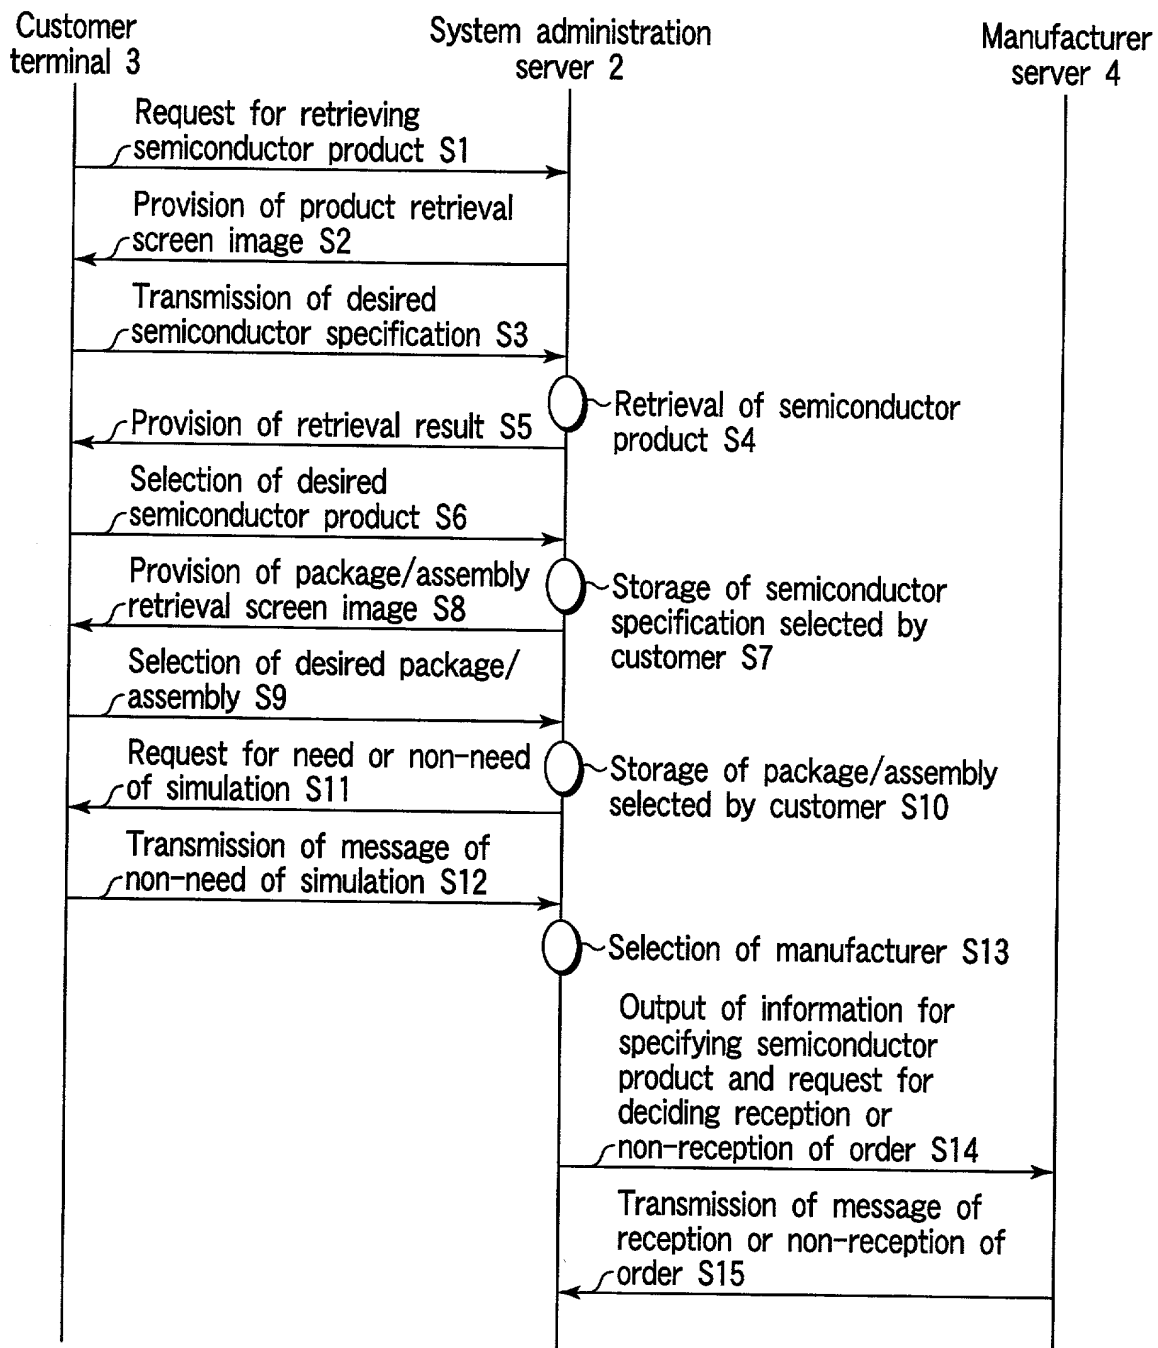 Customer
terminal 3
System administration
server 2
Manufacturer
server 4
Request for retrieving
semiconductor product S1
Provision of product retrieval
screen image S2
Transmission of desired
semiconductor specification S3
Retrieval of semiconductor
product S4
Provision of retrieval result S5
Selection of desired
semiconductor product S6
Storage of semiconductor
specification selected by
customer S7
Provision of package/assembly
retrieval screen image S8
Selection of desired package/
assembly S9
Storage of package/assembly
selected by customer S10
Request for need or non-need
of simulation S11
Transmission of message of
non-need of simulation S12
Selection of manufacturer S13
Output of information for
specifying semiconductor
product and request for
deciding reception or
non-reception of order S14
Transmission of message of
reception or non-reception of
order S15